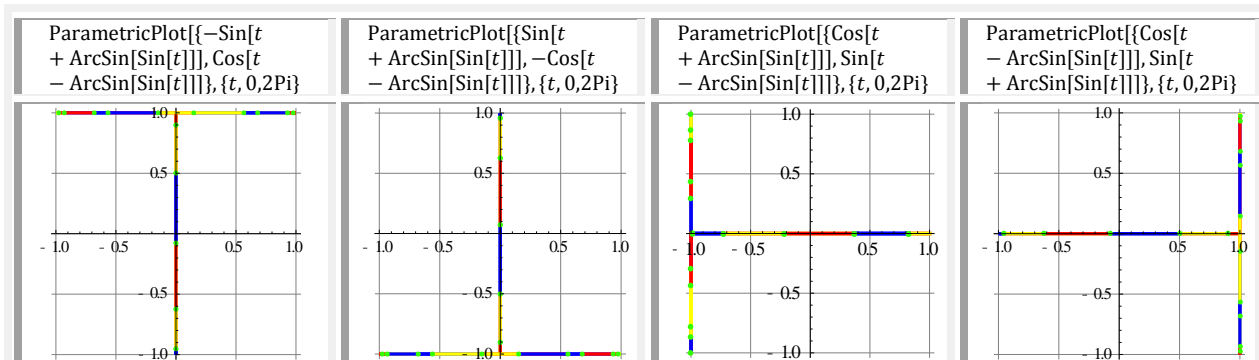 ParametricPlot[{−Sin[t
+ ArcSin[Sin[t]]], Cos[t
− ArcSin[Sin[t]]]},{t, 0,2Pi}
ParametricPlot[{Sin[t
+ ArcSin[Sin[t]]], −Cos[t
− ArcSin[Sin[t]]]},{t, 0,2Pi}
ParametricPlot[{Cos[t
+ ArcSin[Sin[t]]], Sin[t
− ArcSin[Sin[t]]]},{t, 0,2Pi}
ParametricPlot[{Cos[t
− ArcSin[Sin[t]]], Sin[t
+ ArcSin[Sin[t]]]},{t, 0,2Pi}
1.0
0.5
- 1.0 - 0.5 0.5 1.0
- 0.5
- 1.0
1.0
0.5
- 1.0 - 0.5 0.5 1.0
- 0.5
- 1.0
1.0
0.5
- 1.0 - 0.5 0.5 1.0
- 0.5
- 1.0
1.0
0.5
- 1.0 - 0.5 0.5 1.0
- 0.5
- 1.0